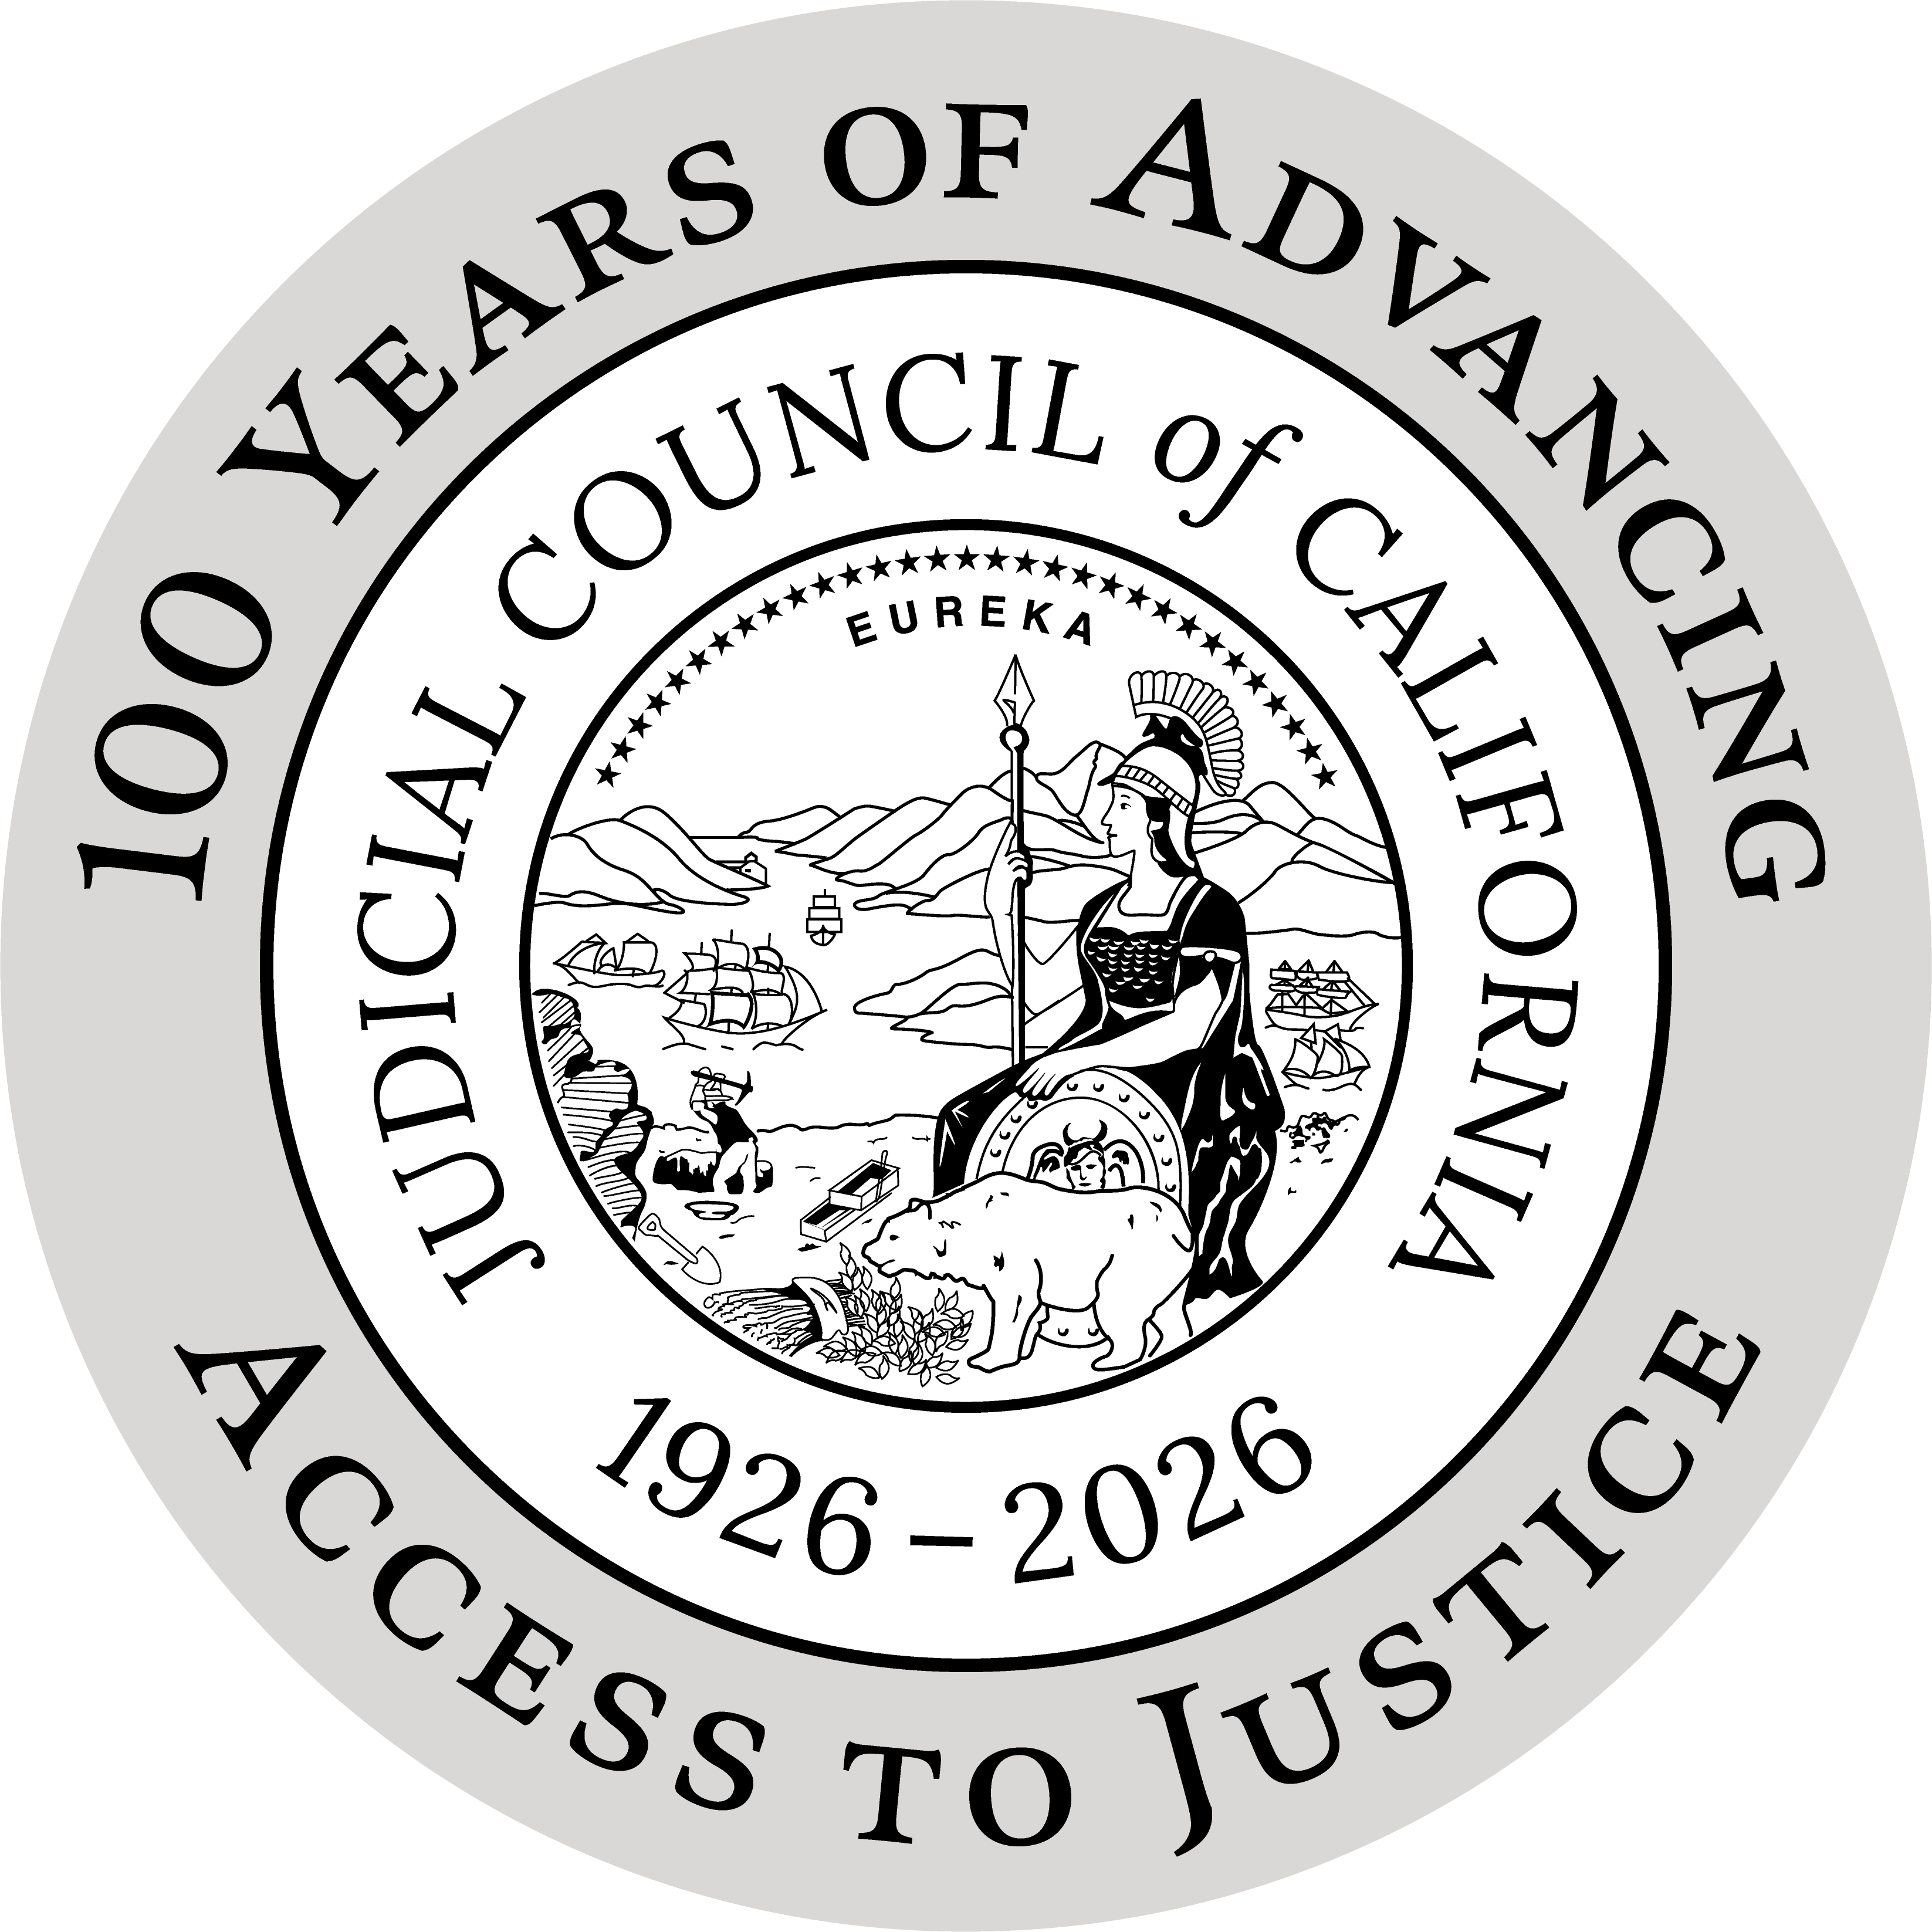 100 YEARS OF ADVANCING
ACCESS TO JUSTICE
JUDICIAL COUNCIL of CALIFORNIA
1926 – 2026
EUREKA